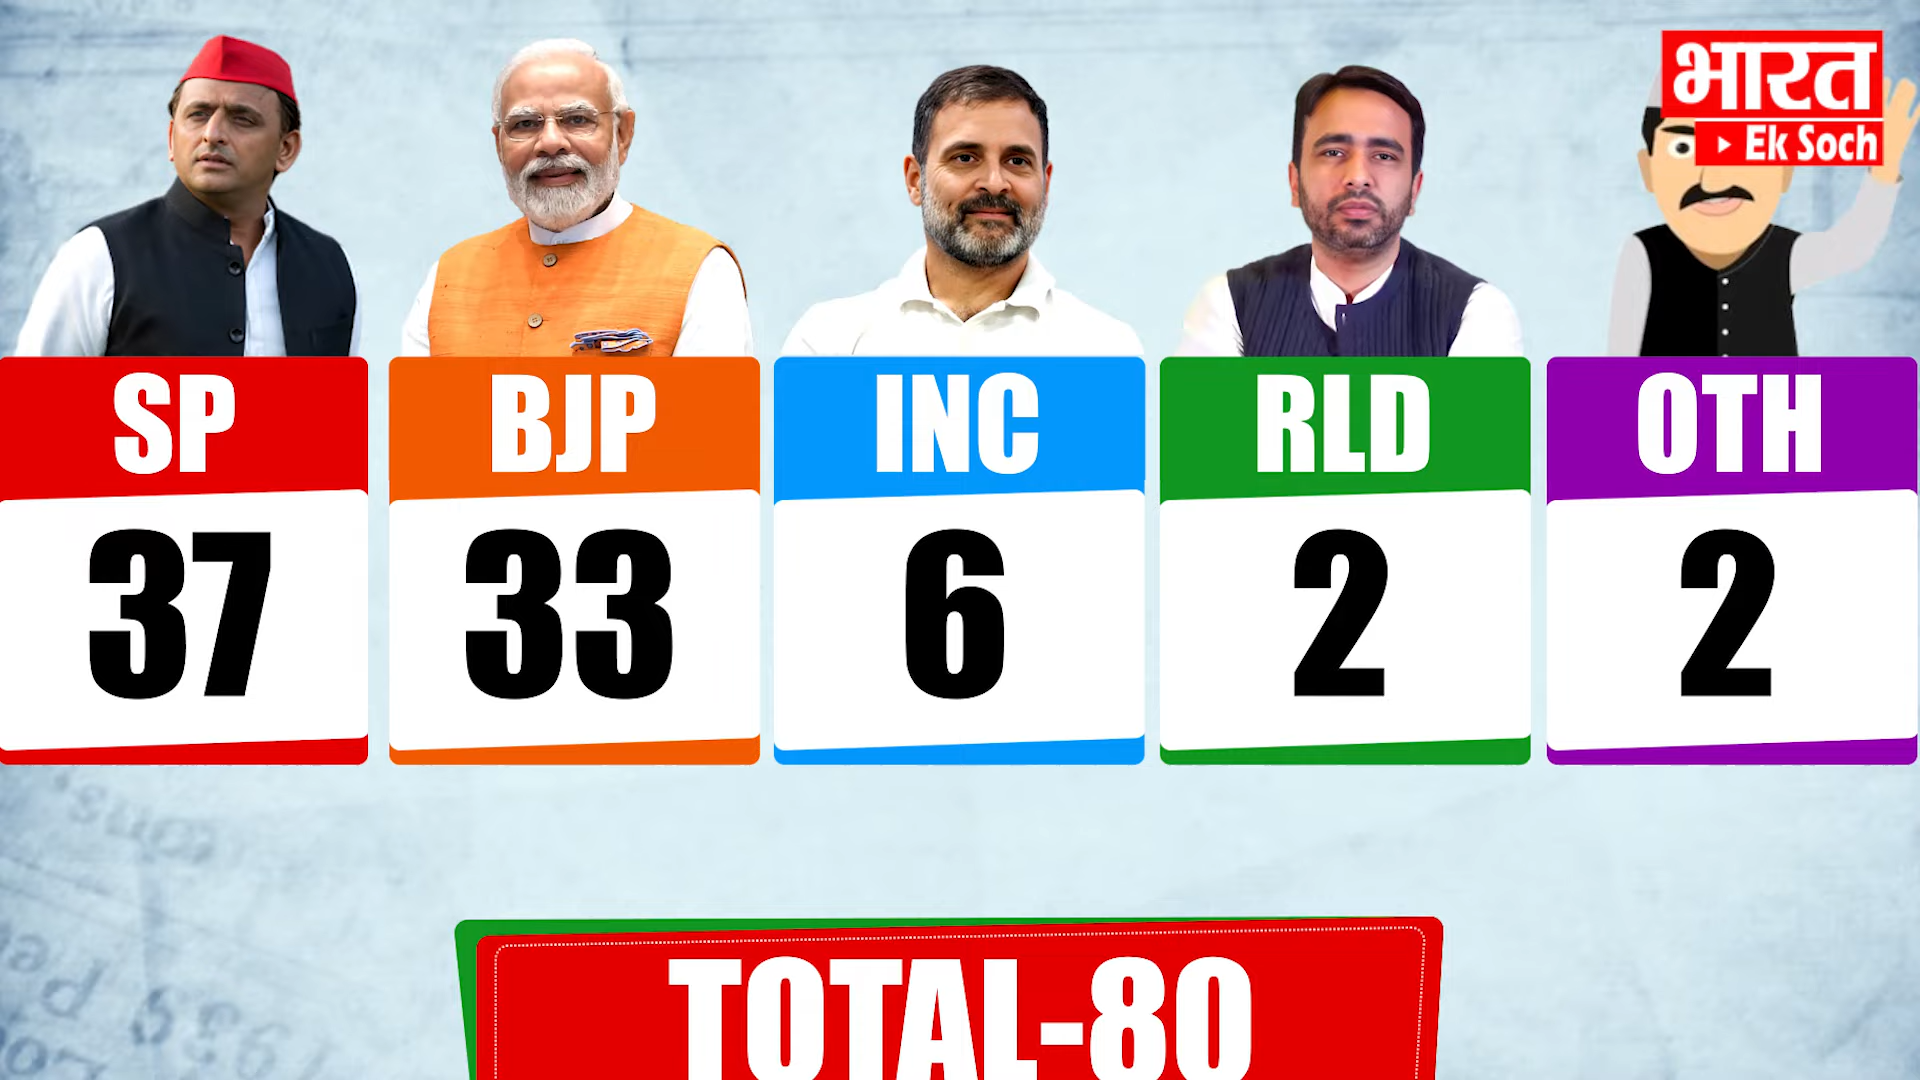 भारत
Ek Soch
SP
BJP
INC
RLD
OTH
37
33
6
2
2
TOTAL-80